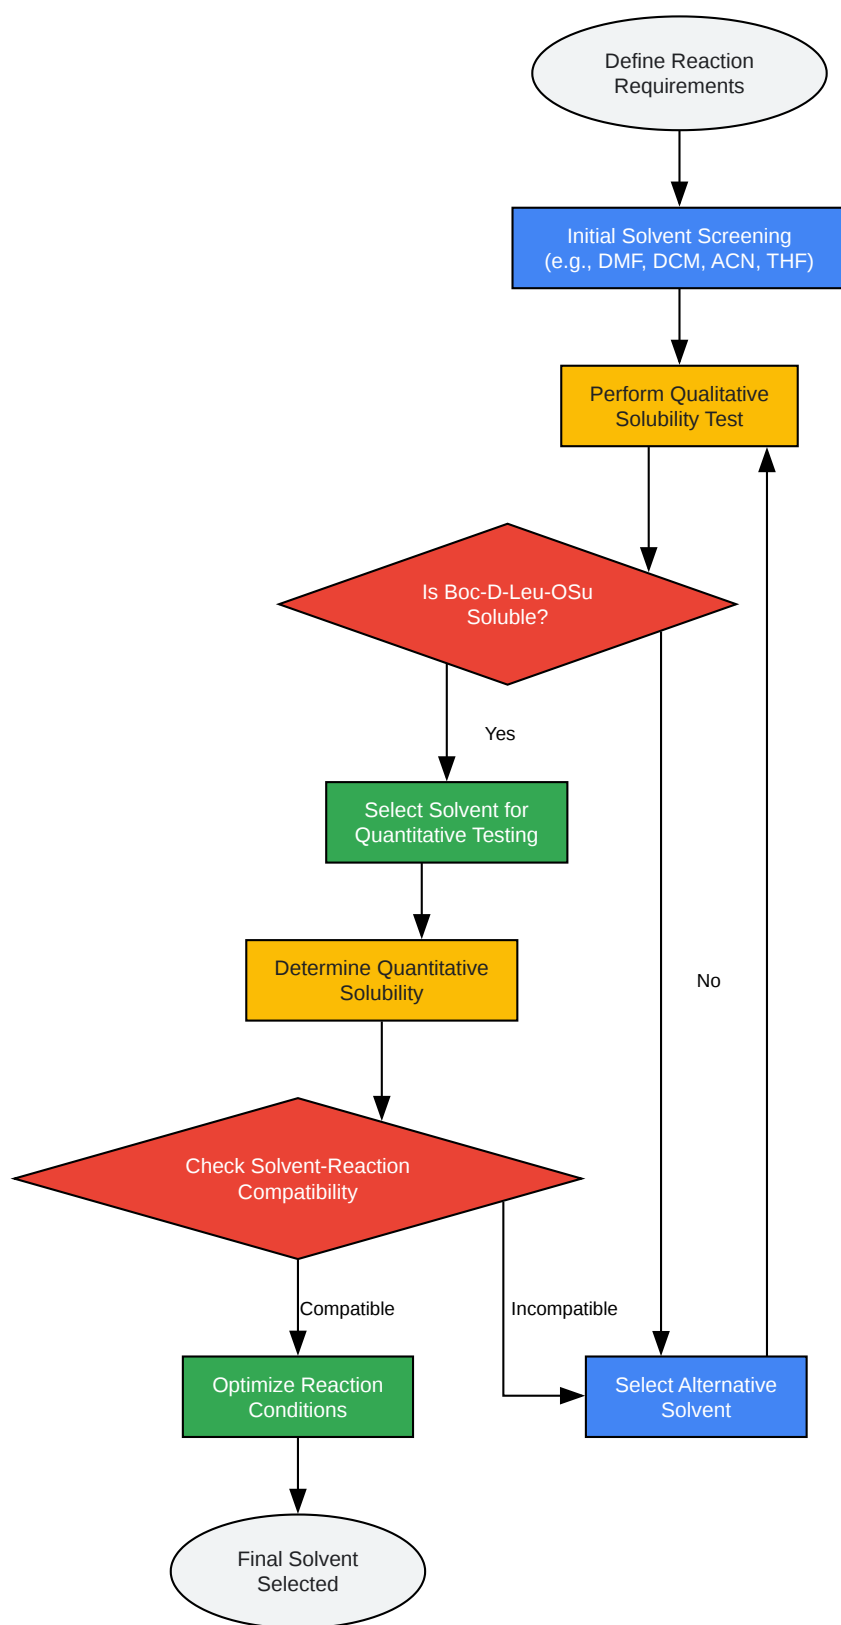 Define Reaction
Requirements
Initial Solvent Screening
(e.g., DMF, DCM, ACN, THF)
Perform Qualitative
Solubility Test
Is Boc-D-Leu-OSu
Soluble?
Yes
Select Solvent for
Quantitative Testing
Determine Quantitative
Solubility
No
Check Solvent-Reaction
Compatibility
Compatible
Incompatible
Optimize Reaction
Conditions
Select Alternative
Solvent
Final Solvent
Selected